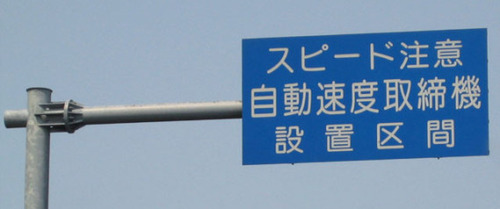 スピード注意
自動速度取締機
設置区間